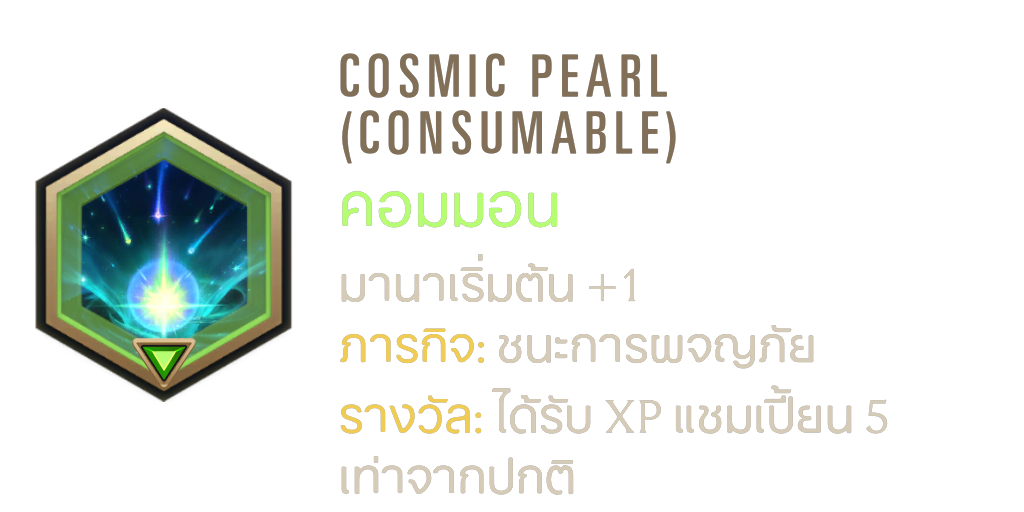 COSMIC PEARL
(CONSUMABLE)
คอมมอน
มานาเริ่มต้น +1
ภารกิจ: ชนะการผจญภัย
รางวัล: ได้รับ XP แชมเปี้ยน 5
เท่าจากปกติ